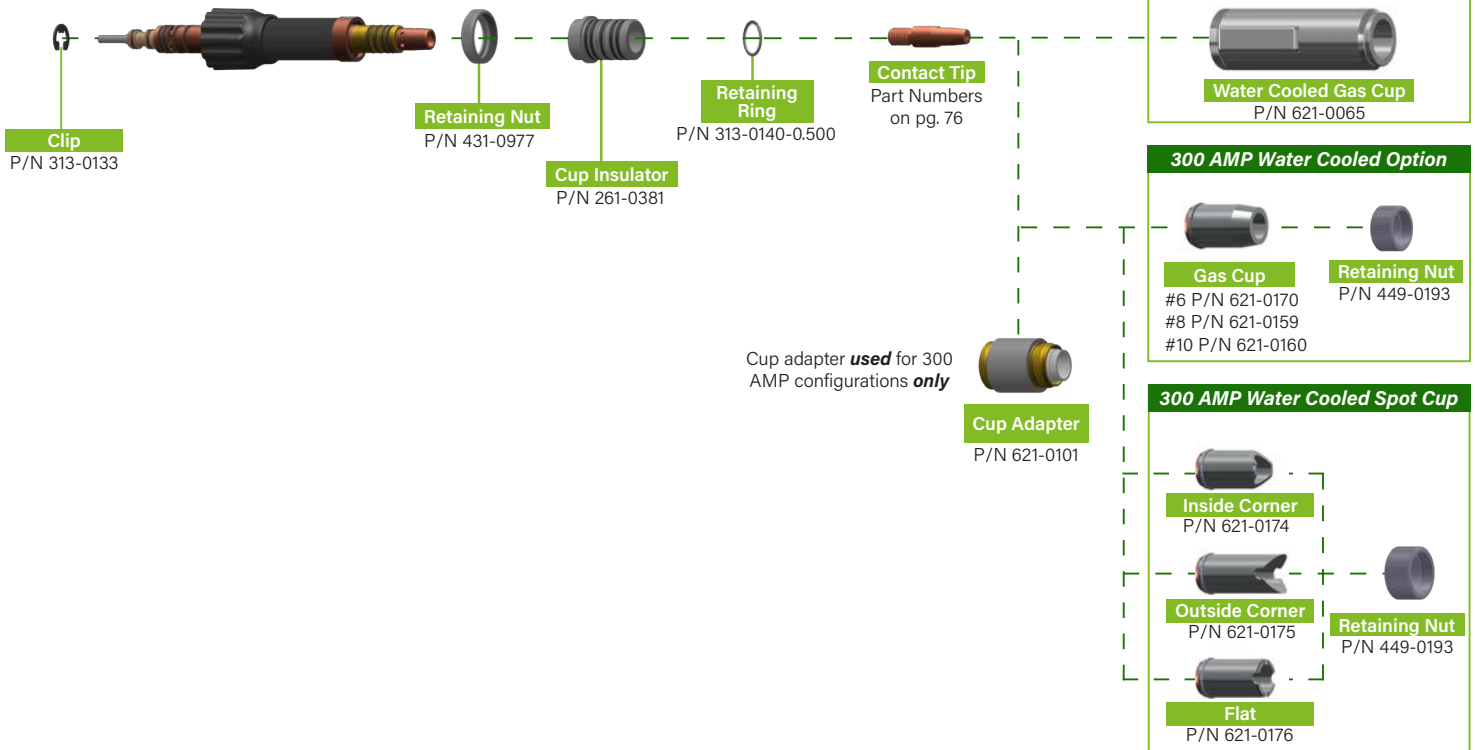 Clip
P/N 313-0133
Retaining Nut
P/N 431-0977
Cup Insulator
P/N 261-0381
Retaining
Ring
P/N 313-0140-0.500
Contact Tip
Part Numbers
on pg. 76
Water Cooled Gas Cup
P/N 621-0065
300 AMP Water Cooled Option
Gas Cup
#6 P/N 621-0170
#8 P/N 621-0159
#10 P/N 621-0160
Retaining Nut
P/N 449-0193
Cup adapter used for 300
AMP configurations only
Cup Adapter
P/N 621-0101
300 AMP Water Cooled Spot Cup
Inside Corner
P/N 621-0174
Outside Corner
P/N 621-0175
Retaining Nut
P/N 449-0193
Flat
P/N 621-0176